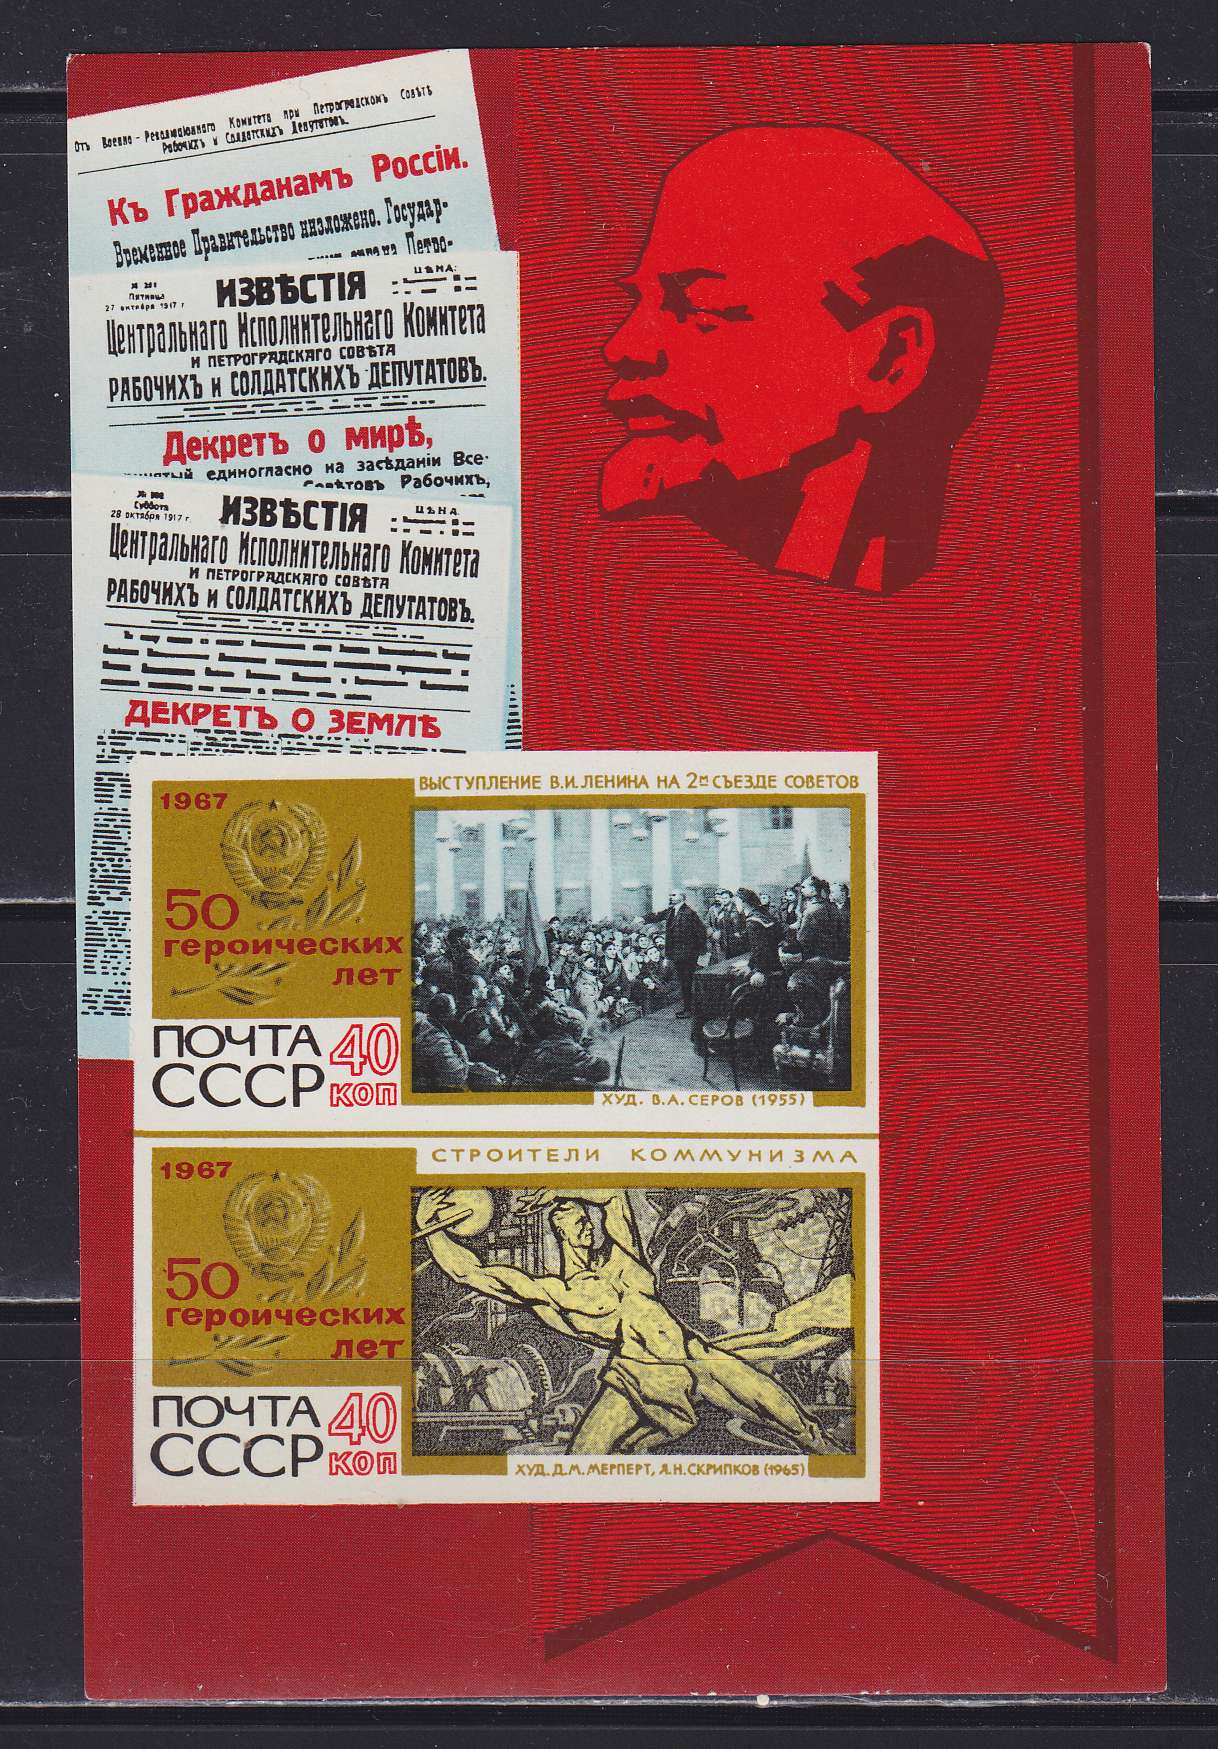 Отъ Военно-Революціоннаго Комитета при Петроградскомъ Совѣтѣ
Рабочихъ и Солдатскихъ Депутатовъ.
Къ Гражданамъ Россіи.
Временное Правительство низложено. Государ-
Петро-
Пятница
27 октября 1917 г
ИЗВѢСТІЯ
ЦѢНА:
Центральнаго Исполнительнаго Комитета
И ПЕТРОГРАДСКАГО СОВѢТА
РАБОЧИХЪ и СОЛДАТСКИХЪ ДЕПУТАТОВЪ.
Декретъ о мирѣ,
единогласно на засѣданіи Все-
Совѣтовъ Рабочихъ,
Суббота
28 октября 1917 г.
ИЗВѢСТІЯ
ЦѢНА:
Центральнаго Исполнительнаго Комитета
И ПЕТРОГРАДСКАГО СОВѢТА
РАБОЧИХЪ и СОЛДАТСКИХЪ ДЕПУТАТОВЪ.
ДЕКРЕТЪ О ЗЕМЛѢ
ВЫСТУПЛЕНИЕ В.И.ЛЕНИНА НА 2М СЪЕЗДЕ СОВЕТОВ
1967
50
героических
лет
ПОЧТА
СССР
40
КОП
ХУД. В.А.СЕРОВ (1955)
СТРОИТЕЛИ КОММУНИЗМА
1967
50
героических
лет
ПОЧТА
СССР
40
КОП
ХУД. Д.М.МЕРПЕРТ, Я.Н.СКРИПКОВ (1965)